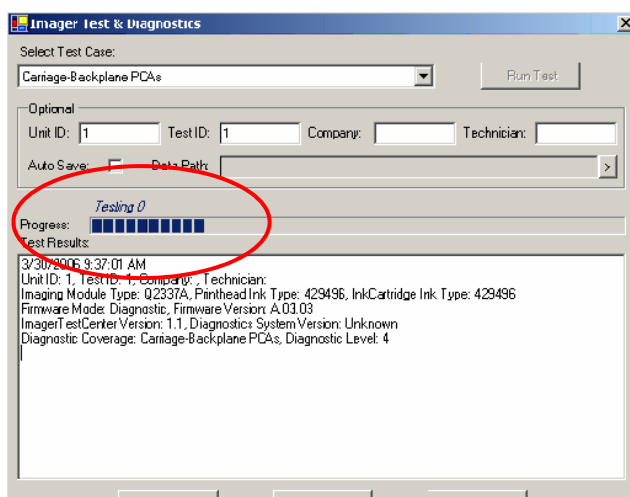 Imager Test & Diagnostics
Select Test Case:
Carriage-Backplane PCAs
Run Test
Optional
Unit ID: 1 Test ID: 1 Company: Technician:
Auto Save: Data Path: >
Testing 0
Progress:
Test Results:
3/30/2006 9:37:01 AM
Unit ID: 1, Test ID: 1, Company: , Technician:
Imaging Module Type: Q2337A, Printhead Ink Type: 429496, InkCartridge Ink Type: 429496
Firmware Mode: Diagnostic, Firmware Version: A.03.03
ImagerTestCenter Version: 1.1, Diagnostics System Version: Unknown
Diagnostic Coverage: Carriage-Backplane PCAs, Diagnostic Level: 4